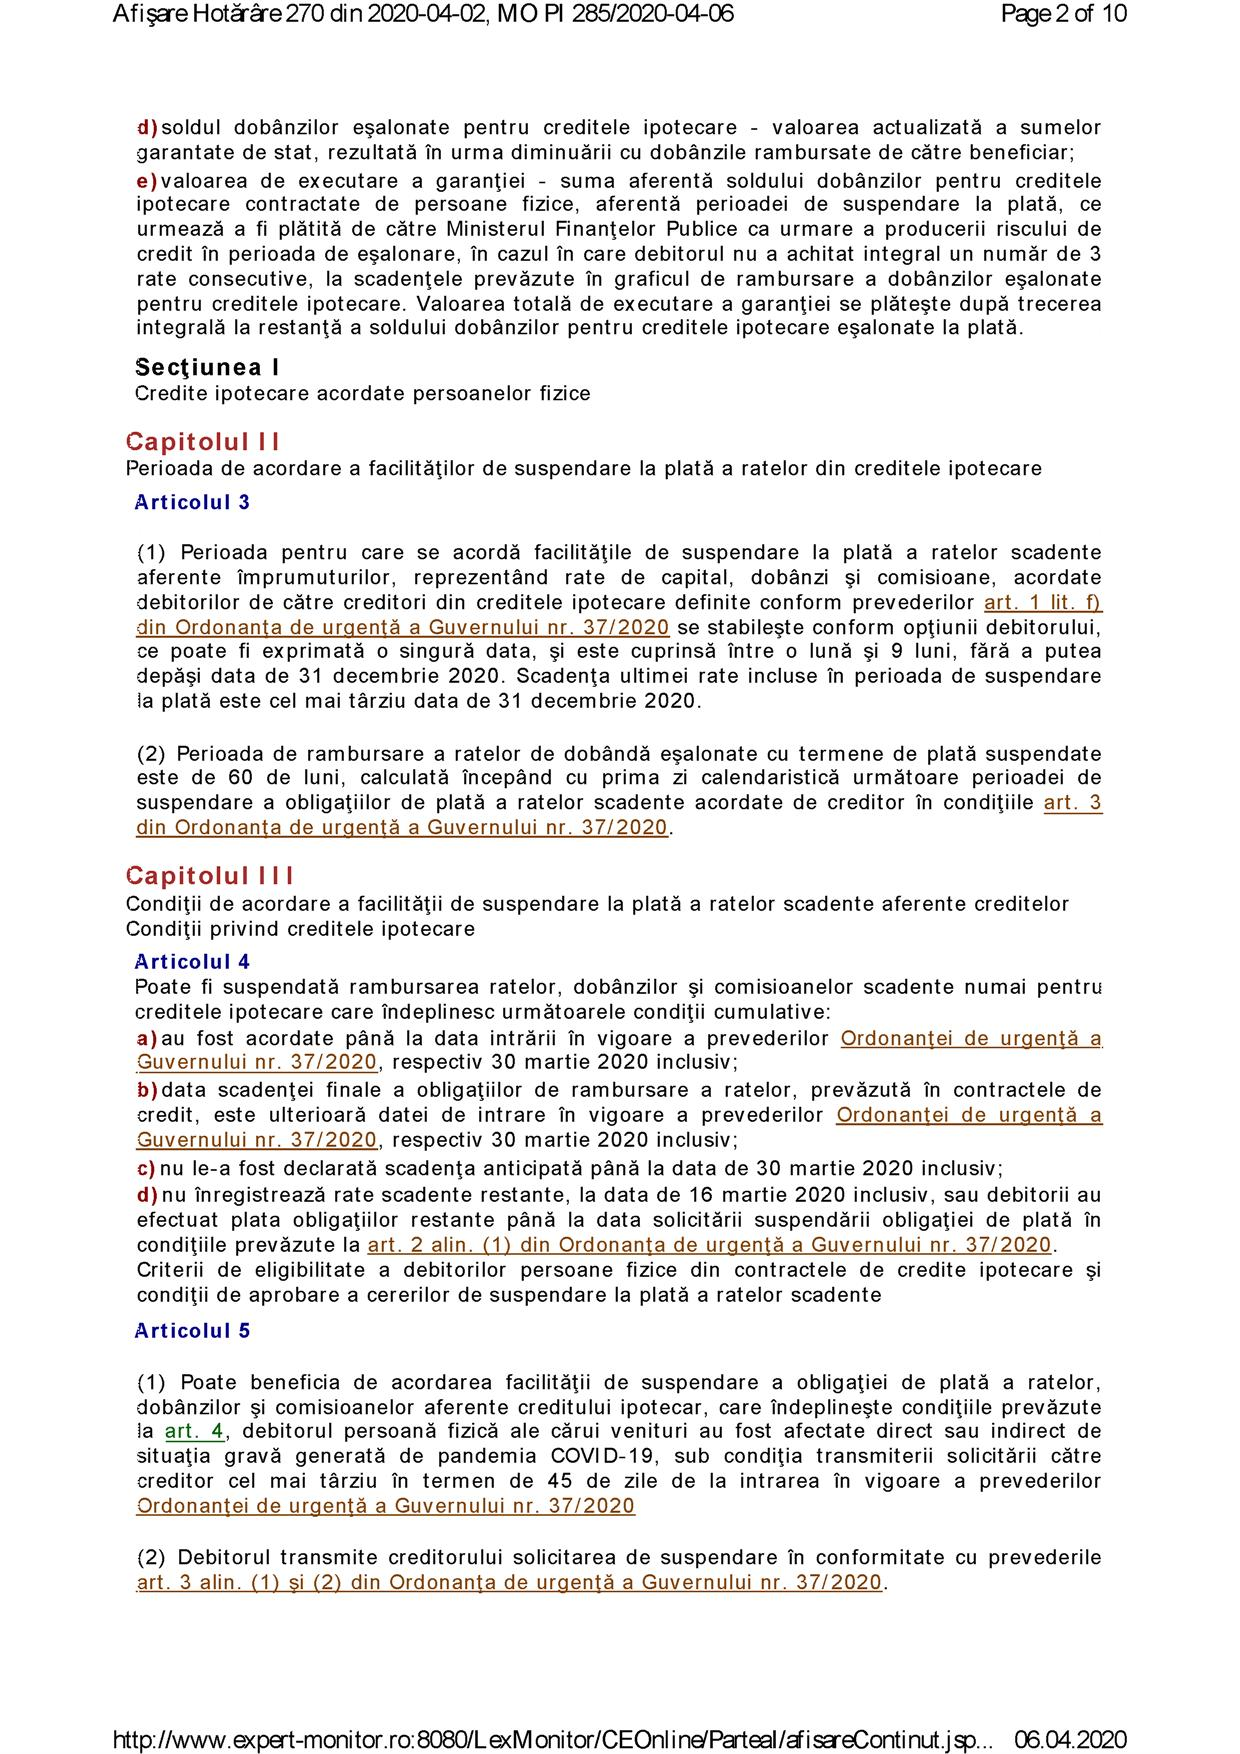 Afişare Hotărâre 270 din 2020-04-02, MO PI 285/2020-04-06 Page 2 of 10
d)soldul dobânzilor eşalonate pentru creditele ipotecare - valoarea actualizată a sumelor
garantate de stat, rezultată în urma diminuării cu dobânzile rambursate de către beneficiar;
e)valoarea de executare a garanţiei - suma aferentă soldului dobânzilor pentru creditele
ipotecare contractate de persoane fizice, aferentă perioadei de suspendare la plată, ce
urmează a fi plătită de către Ministerul Finanţelor Publice ca urmare a producerii riscului de
credit în perioada de eşalonare, în cazul în care debitorul nu a achitat integral un număr de 3
rate consecutive, la scadenţele prevăzute în graficul de rambursare a dobânzilor eşalonate
pentru creditele ipotecare. Valoarea totală de executare a garanţiei se plăteşte după trecerea
integrală la restanţă a soldului dobânzilor pentru creditele ipotecare eşalonate la plată.
Secţiunea I
Credite ipotecare acordate persoanelor fizice
Capitolul II
Perioada de acordare a facilităţilor de suspendare la plată a ratelor din creditele ipotecare
Articolul 3
(1) Perioada pentru care se acordă facilităţile de suspendare la plată a ratelor scadente
aferente împrumuturilor, reprezentând rate de capital, dobânzi şi comisioane, acordate
debitorilor de către creditori din creditele ipotecare definite conform prevederilor art. 1 lit. f)
din Ordonanţa de urgenţă a Guvernului nr. 37/2020 se stabileşte conform opţiunii debitorului,
ce poate fi exprimată o singură data, şi este cuprinsă între o lună şi 9 luni, fără a putea
depăşi data de 31 decembrie 2020. Scadenţa ultimei rate incluse în perioada de suspendare
la plată este cel mai târziu data de 31 decembrie 2020.
(2) Perioada de rambursare a ratelor de dobândă eşalonate cu termene de plată suspendate
este de 60 de luni, calculată începând cu prima zi calendaristică următoare perioadei de
suspendare a obligaţiilor de plată a ratelor scadente acordate de creditor în condiţiile art. 3
din Ordonanţa de urgenţă a Guvernului nr. 37/2020.
Capitolul III
Condiţii de acordare a facilităţii de suspendare la plată a ratelor scadente aferente creditelor
Condiţii privind creditele ipotecare
Articolul 4
Poate fi suspendată rambursarea ratelor, dobânzilor şi comisioanelor scadente numai pentru
creditele ipotecare care îndeplinesc următoarele condiţii cumulative:
a)au fost acordate până la data intrării în vigoare a prevederilor Ordonanţei de urgenţă a
Guvernului nr. 37/2020, respectiv 30 martie 2020 inclusiv;
b)data scadenţei finale a obligaţiilor de rambursare a ratelor, prevăzută în contractele de
credit, este ulterioară datei de intrare în vigoare a prevederilor Ordonanţei de urgenţă a
Guvernului nr. 37/2020, respectiv 30 martie 2020 inclusiv;
c)nu le-a fost declarată scadenţa anticipată până la data de 30 martie 2020 inclusiv;
d)nu înregistrează rate scadente restante, la data de 16 martie 2020 inclusiv, sau debitorii au
efectuat plata obligaţiilor restante până la data solicitării suspendării obligaţiei de plată în
condiţiile prevăzute la art. 2 alin. (1) din Ordonanţa de urgenţă a Guvernului nr. 37/2020.
Criterii de eligibilitate a debitorilor persoane fizice din contractele de credite ipotecare şi
condiţii de aprobare a cererilor de suspendare la plată a ratelor scadente
Articolul 5
(1) Poate beneficia de acordarea facilităţii de suspendare a obligaţiei de plată a ratelor,
dobânzilor şi comisioanelor aferente creditului ipotecar, care îndeplineşte condiţiile prevăzute
la art. 4, debitorul persoană fizică ale cărui venituri au fost afectate direct sau indirect de
situaţia gravă generată de pandemia COVID-19, sub condiţia transmiterii solicitării către
creditor cel mai târziu în termen de 45 de zile de la intrarea în vigoare a prevederilor
Ordonanţei de urgenţă a Guvernului nr. 37/2020
(2) Debitorul transmite creditorului solicitarea de suspendare în conformitate cu prevederile
art. 3 alin. (1) şi (2) din Ordonanţa de urgenţă a Guvernului nr. 37/2020.
http://www.expert-monitor.ro:8080/LexMonitor/CEOnline/ParteaI/afisareContinut.jsp... 06.04.2020